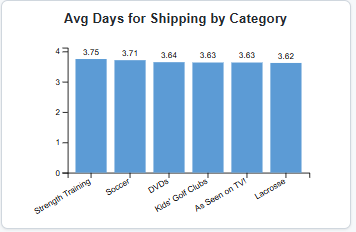 Avg Days for Shipping by Category
4
3
2
1
0
3.75
3.71
3.64
3.63
3.63
3.62
Strength Training
Soccer
DVDs
Kids' Golf Clubs
As Seen on TV!
Lacrosse